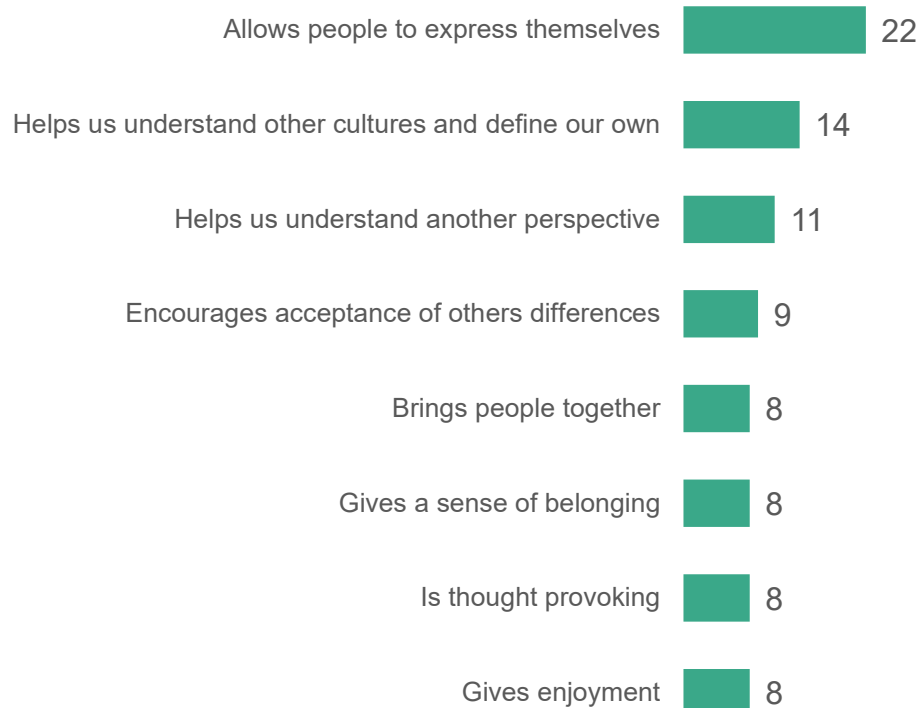 Allows people to express themselves 22
Helps us understand other cultures and define our own 14
Helps us understand another perspective 11
Encourages acceptance of others differences 9
Brings people together 8
Gives a sense of belonging 8
Is thought provoking 8
Gives enjoyment 8